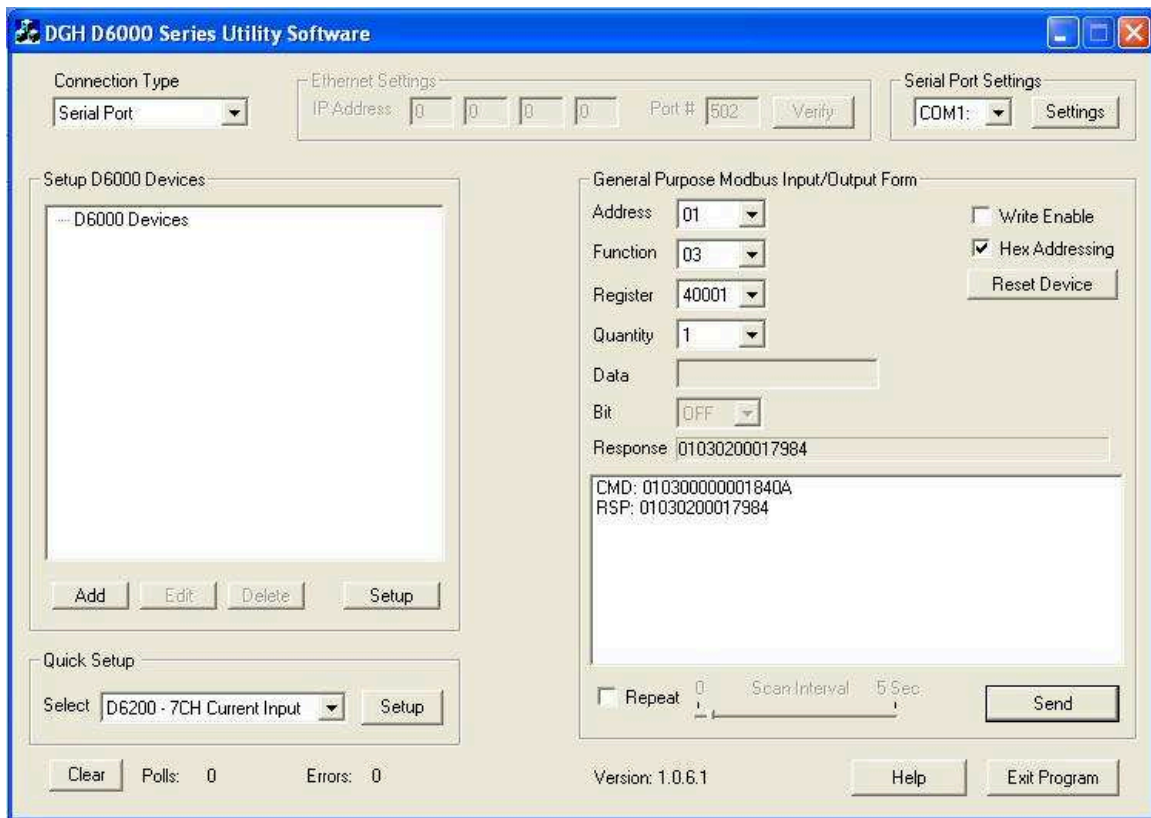 DGH D6000 Series Utility Software
Connection Type
Serial Port
Ethernet Settings
IP Address 0 0 0 0 Port # 502 Verify
Serial Port Settings
COM1: Settings
Setup D6000 Devices
D6000 Devices
Add Edit Delete Setup
Quick Setup
Select D6200 - 7CH Current Input Setup
Clear Polls: 0 Errors: 0
General Purpose Modbus Input/Output Form
Address 01 Write Enable
Function 03 Hex Addressing
Register 40001 Reset Device
Quantity 1
Data
Bit OFF
Response 01030200017984
CMD: 010300000001840A
RSP: 01030200017984
Repeat 0 Scan Interval 5 Sec
Send
Version: 1.0.6.1 Help Exit Program